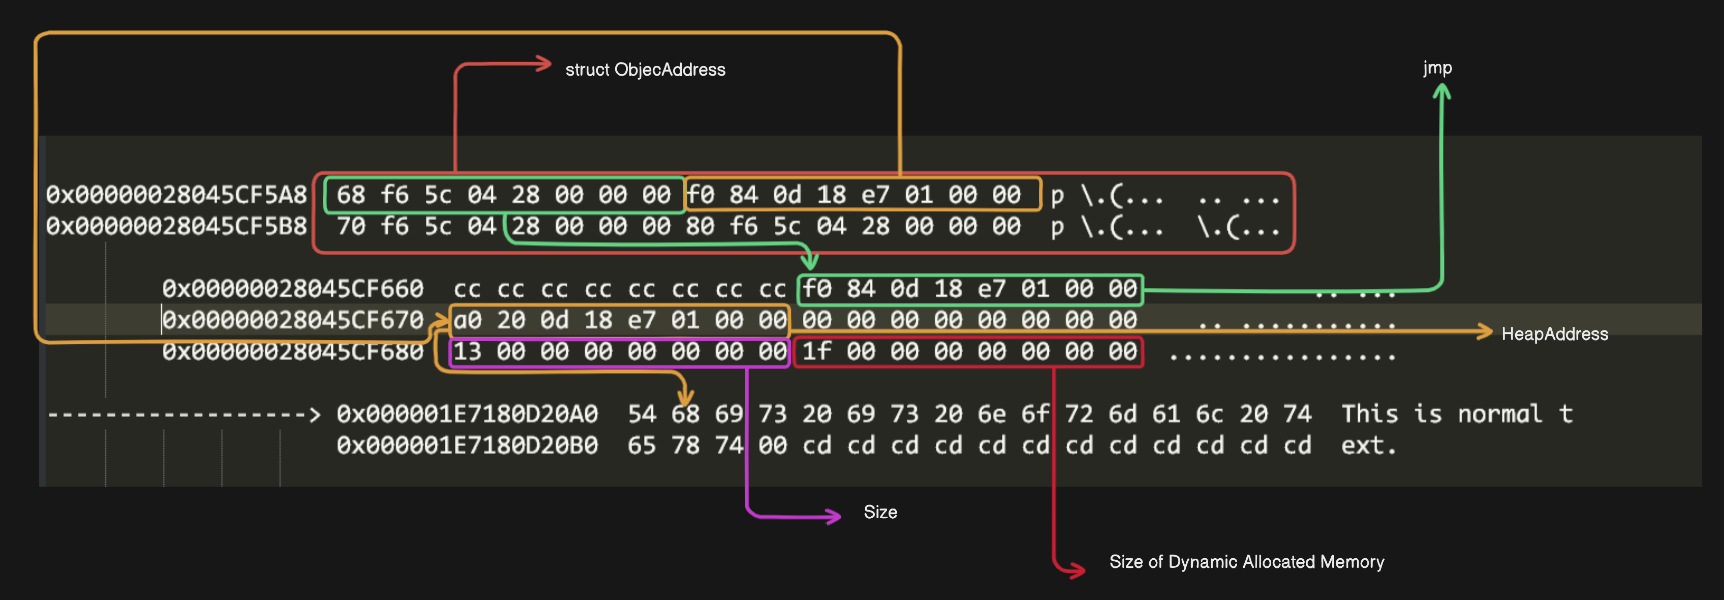 struct ObjecAddress
jmp
0x00000028045CF5A8 68 f6 5c 04 28 00 00 00 f0 84 0d 18 e7 01 00 00 p \.(... .. ...
0x00000028045CF5B8 70 f6 5c 04 28 00 00 00 80 f6 5c 04 28 00 00 00 p \.(... \.(...
0x00000028045CF660 cc cc cc cc cc cc cc cc f0 84 0d 18 e7 01 00 00 .. ...
0x00000028045CF670 a0 20 0d 18 e7 01 00 00 00 00 00 00 00 00 00 00 .. ...........
HeapAddress
0x00000028045CF680 13 00 00 00 00 00 00 00 1f 00 00 00 00 00 00 00 ................
------------------> 0x000001E7180D20A0 54 68 69 73 20 69 73 20 6e 6f 72 6d 61 6c 20 74 This is normal t
0x000001E7180D20B0 65 78 74 00 cd cd cd cd cd cd cd cd cd cd cd cd ext.
Size
Size of Dynamic Allocated Memory